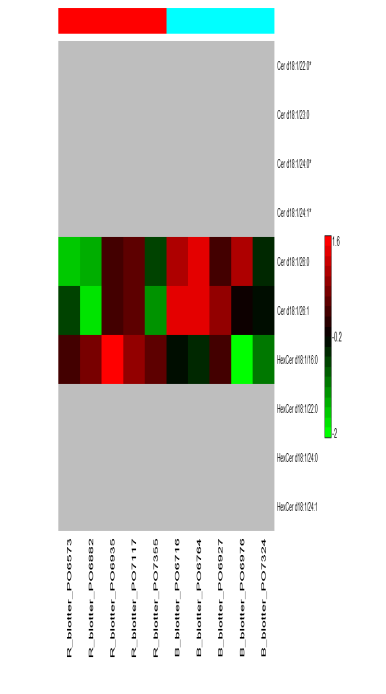 Cer d18:1/22:0*
Cer d18:1/23:0
Cer d18:1/24:0*
Cer d18:1/24:1*
1.6
Cer d18:1/26:0
Cer d18:1/26:1
-0.2
HexCer d18:1/16:0
HexCer d18:1/22:0
-2
HexCer d18:1/24:0
HexCer d18:1/24:1
R_blotter_PO6573
R_blotter_PO6882
R_blotter_PO6935
R_blotter_PO7117
R_blotter_PO7355
B_blotter_PO6716
B_blotter_PO6764
B_blotter_PO6927
B_blotter_PO6976
B_blotter_PO7324